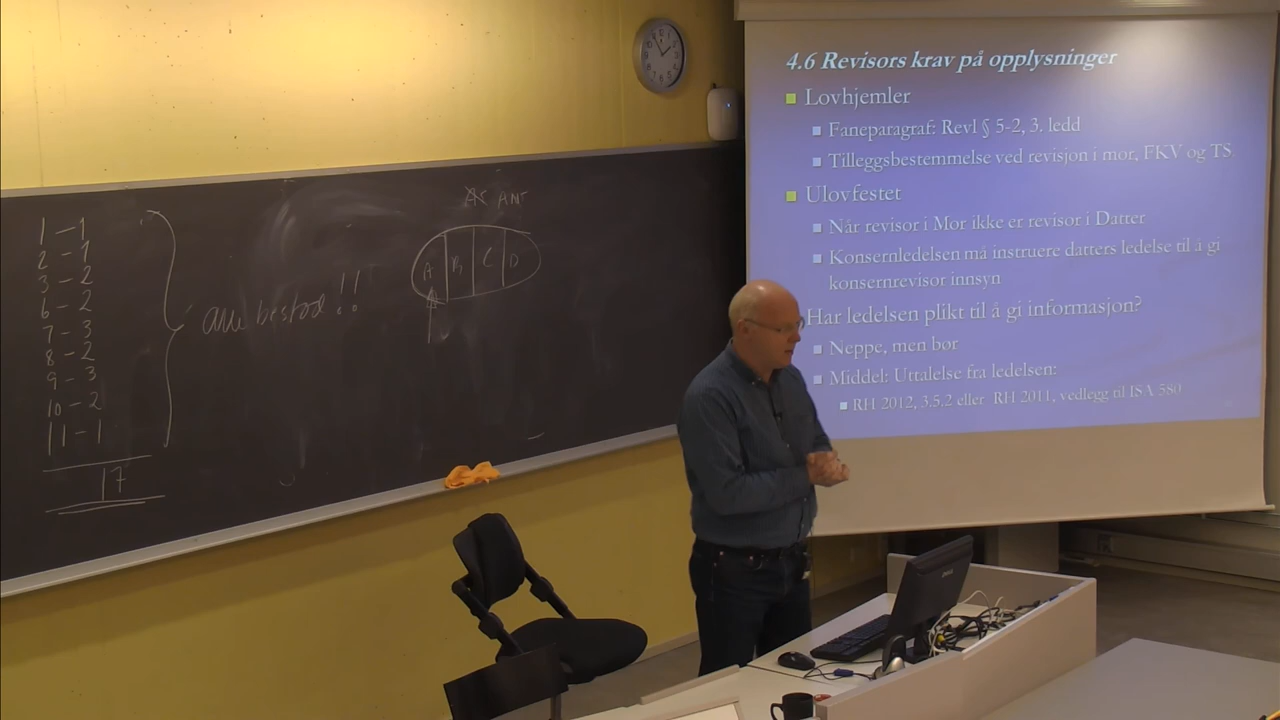 1 – 1
2 – 1
3 – 2
6 – 2
7 – 3
8 – 2
9 – 3
10 – 2
11 – 1
17
alle bestod !!
A B C D
4.6 Revisors krav på opplysninger
Lovhjemler
Faneparagraf: Revl § 5-2, 3. ledd
Tilleggsbestemmelse ved revisjon i mor, FKV og TS
Ulovfestet
Når revisor i Mor ikke er revisor i Datter
Konsernledelsen må instruere datters ledelse til å gi
konsernrevisor innsyn
Har ledelsen plikt til å gi informasjon?
Neppe, men bør
Middel: Uttalelse fra ledelsen:
RH 2012, 3.5.2 eller RH 2011, vedlegg til ISA 580
DELL